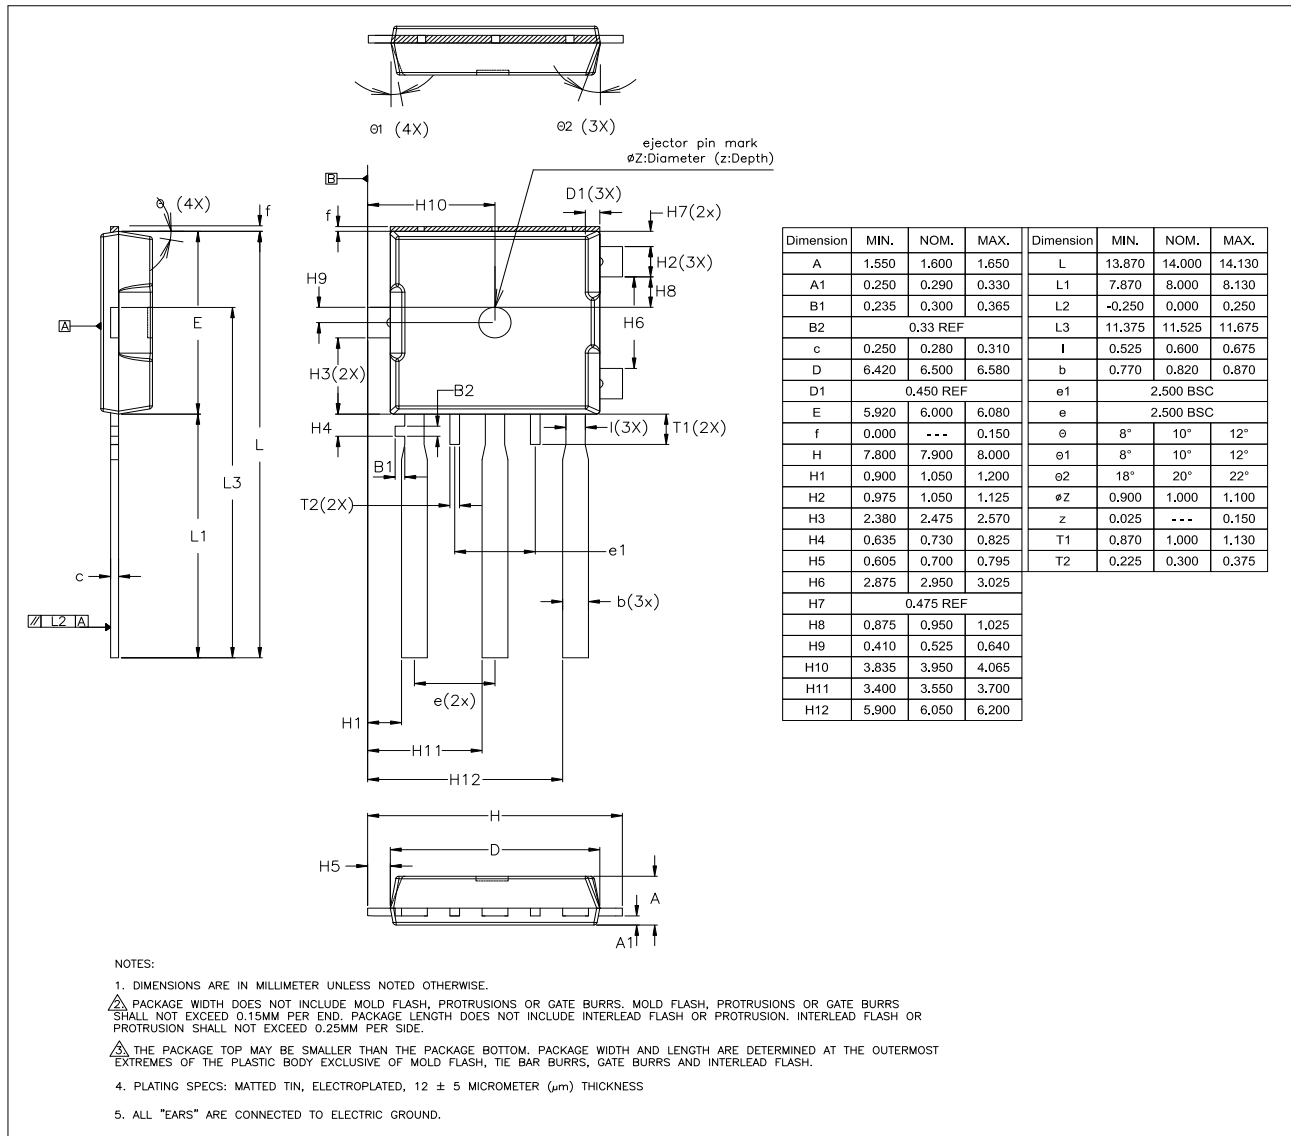 Θ1 (4X)
Θ2 (3X)
ejector pin mark
øZ:Diameter (z:Depth)
B
Θ (4X)
f
f
H10
D1(3X)
H7(2x)
H2(3X)
H9
H8
A
E
H6
H3(2X)
B2
H4
l(3X)
T1(2X)
B1
L
L3
T2(2X)
L1
e1
c
b(3x)
// L2 A
e(2x)
H1
H11
H12
H
D
H5
A
A1
Dimension MIN. NOM. MAX. Dimension MIN. NOM. MAX.
A 1.550 1.600 1.650 L 13.870 14.000 14.130
A1 0.250 0.290 0.330 L1 7.870 8.000 8.130
B1 0.235 0.300 0.365 L2 -0.250 0.000 0.250
B2 0.33 REF L3 11.375 11.525 11.675
c 0.250 0.280 0.310 l 0.525 0.600 0.675
D 6.420 6.500 6.580 b 0.770 0.820 0.870
D1 0.450 REF e1 2.500 BSC
E 5.920 6.000 6.080 e 2.500 BSC
f 0.000 --- 0.150 Θ 8° 10° 12°
H 7.800 7.900 8.000 Θ1 8° 10° 12°
H1 0.900 1.050 1.200 Θ2 18° 20° 22°
H2 0.975 1.050 1.125 øZ 0.900 1.000 1.100
H3 2.380 2.475 2.570 z 0.025 --- 0.150
H4 0.635 0.730 0.825 T1 0.870 1.000 1.130
H5 0.605 0.700 0.795 T2 0.225 0.300 0.375
H6 2.875 2.950 3.025
H7 0.475 REF
H8 0.875 0.950 1.025
H9 0.410 0.525 0.640
H10 3.835 3.950 4.065
H11 3.400 3.550 3.700
H12 5.900 6.050 6.200
NOTES:
1. DIMENSIONS ARE IN MILLIMETER UNLESS NOTED OTHERWISE.
2. PACKAGE WIDTH DOES NOT INCLUDE MOLD FLASH, PROTRUSIONS OR GATE BURRS. MOLD FLASH, PROTRUSIONS OR GATE BURRS
SHALL NOT EXCEED 0.15MM PER END. PACKAGE LENGTH DOES NOT INCLUDE INTERLEAD FLASH OR PROTRUSION. INTERLEAD FLASH OR
PROTRUSION SHALL NOT EXCEED 0.25MM PER SIDE.
3. THE PACKAGE TOP MAY BE SMALLER THAN THE PACKAGE BOTTOM. PACKAGE WIDTH AND LENGTH ARE DETERMINED AT THE OUTERMOST
EXTREMES OF THE PLASTIC BODY EXCLUSIVE OF MOLD FLASH, TIE BAR BURRS, GATE BURRS AND INTERLEAD FLASH.
4. PLATING SPECS: MATTED TIN, ELECTROPLATED, 12 ± 5 MICROMETER (μm) THICKNESS
5. ALL "EARS" ARE CONNECTED TO ELECTRIC GROUND.